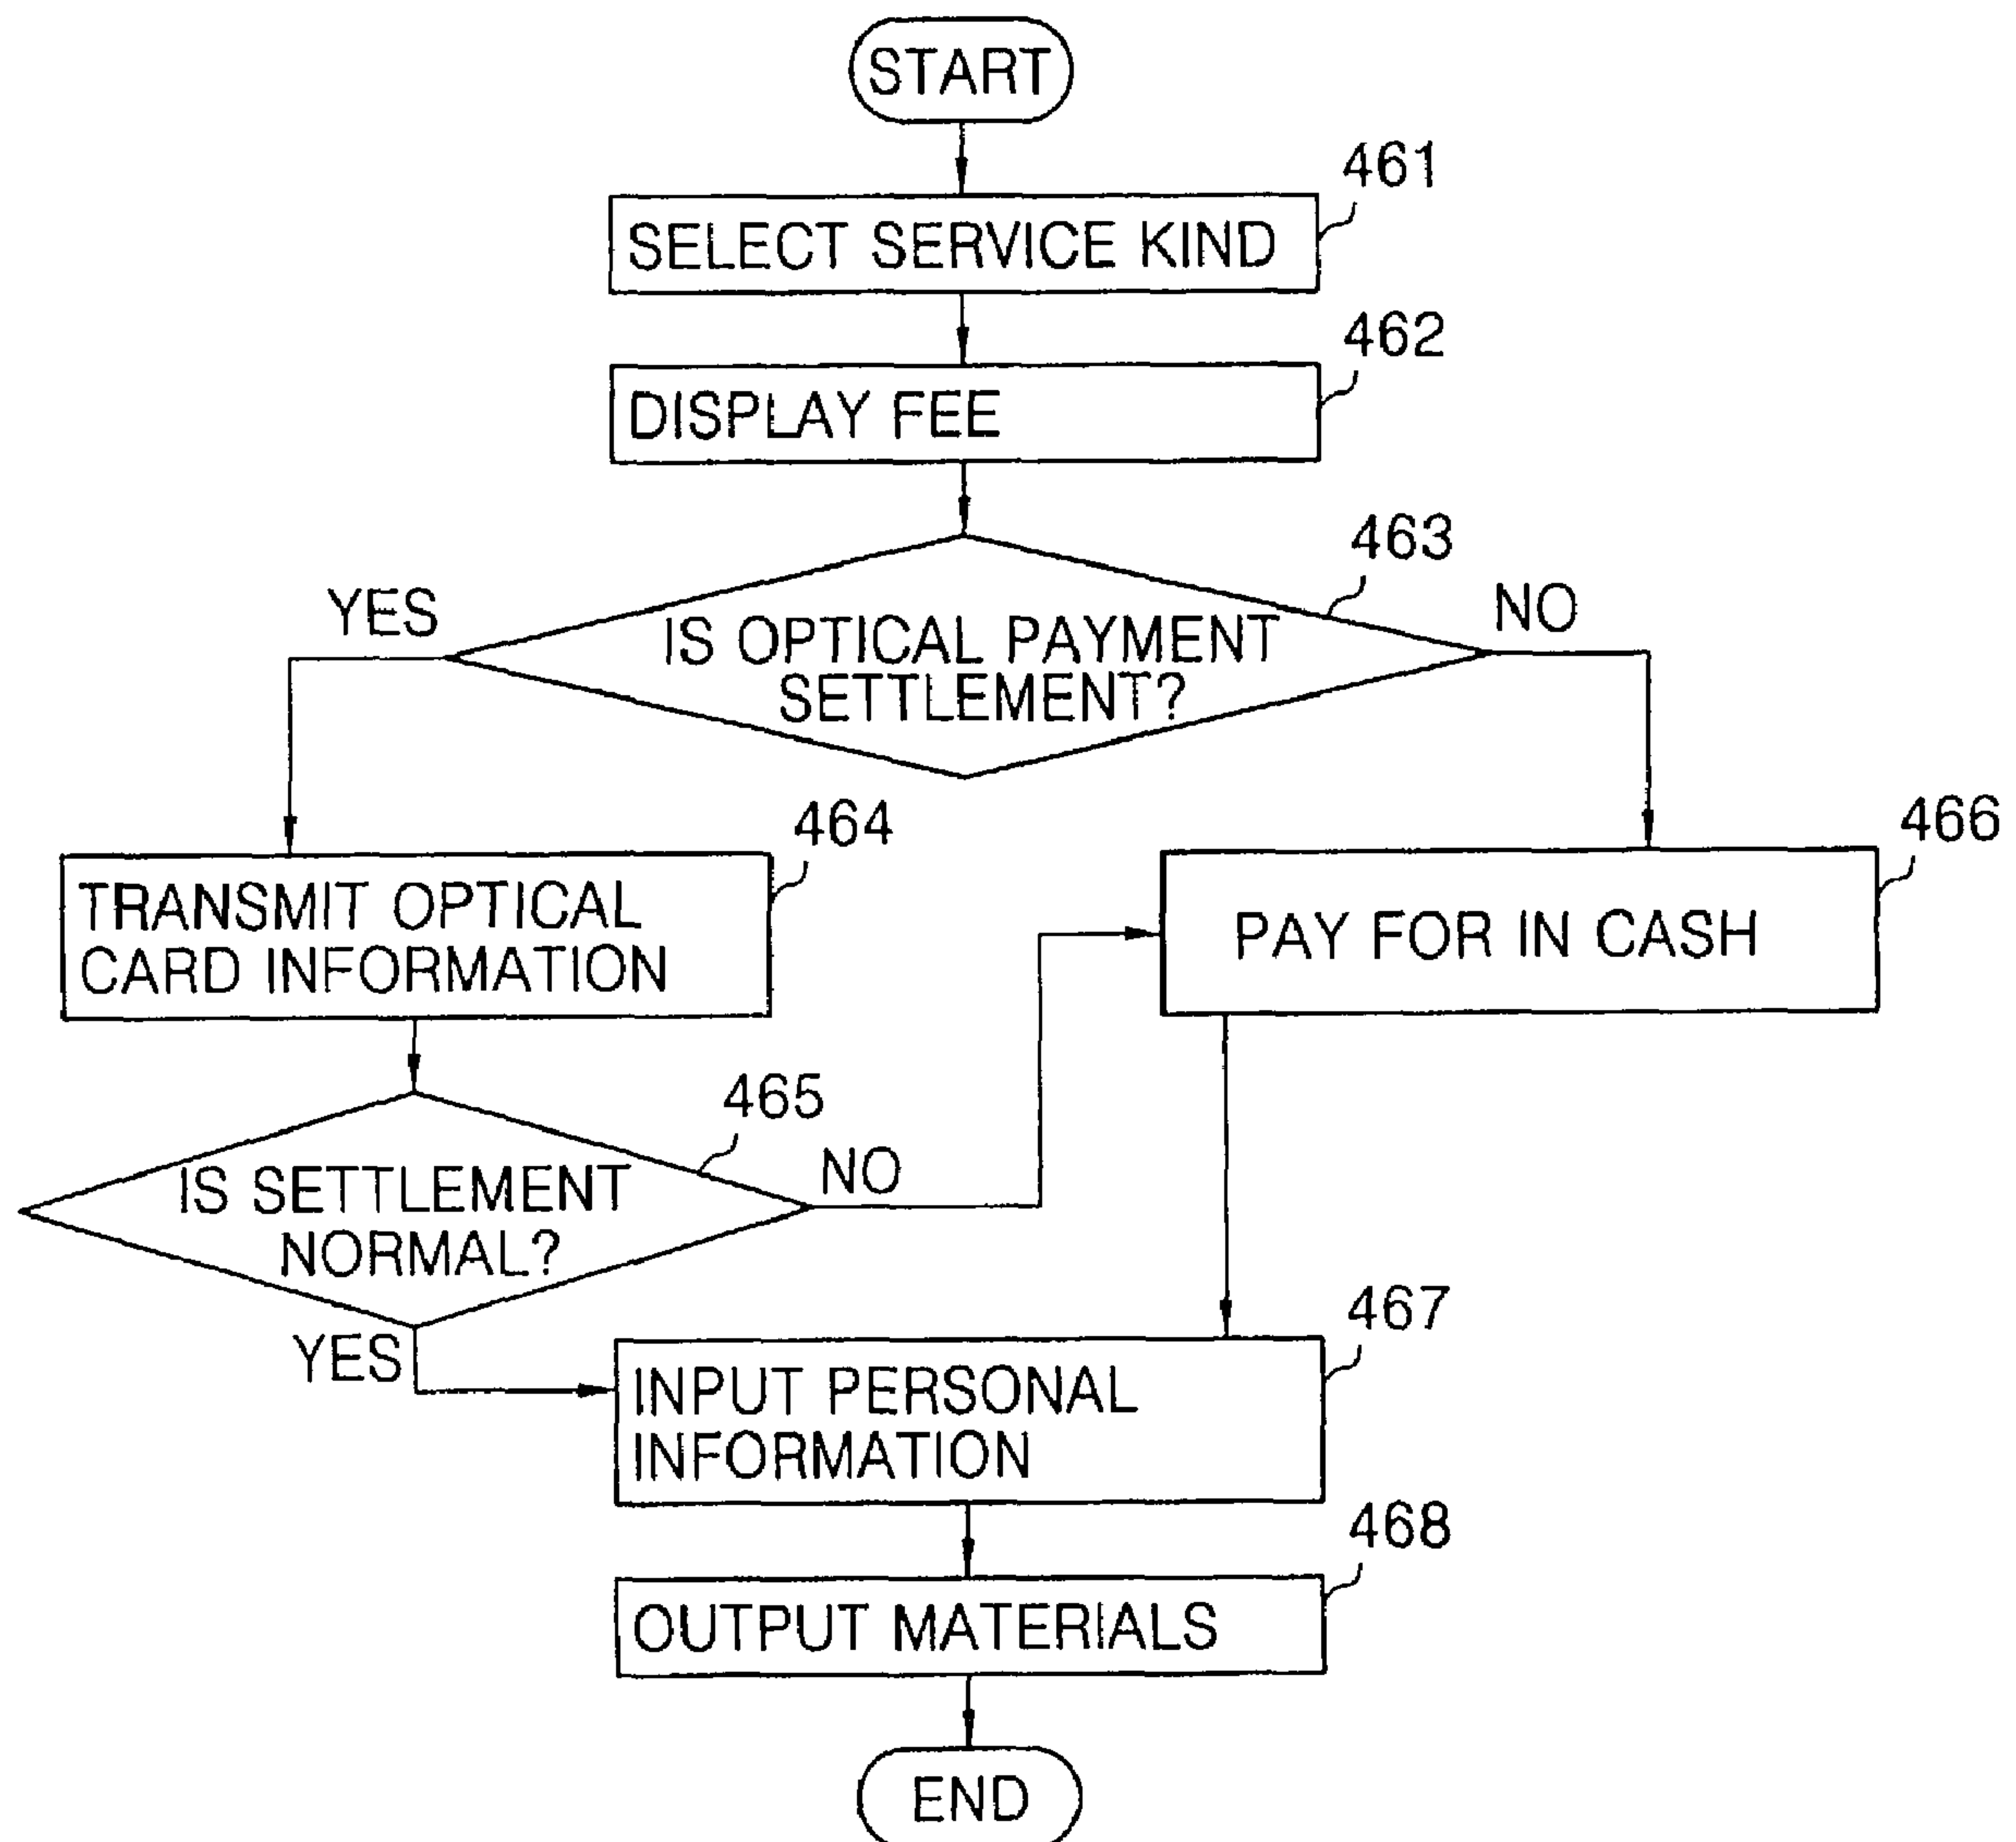 START
461
SELECT SERVICE KIND
462
DISPLAY FEE
463
YES
NO
IS OPTICAL PAYMENT
SETTLEMENT?
464
466
TRANSMIT OPTICAL
CARD INFORMATION
PAY FOR IN CASH
465
NO
IS SETTLEMENT
NORMAL?
YES
467
INPUT PERSONAL
INFORMATION
468
OUTPUT MATERIALS
END